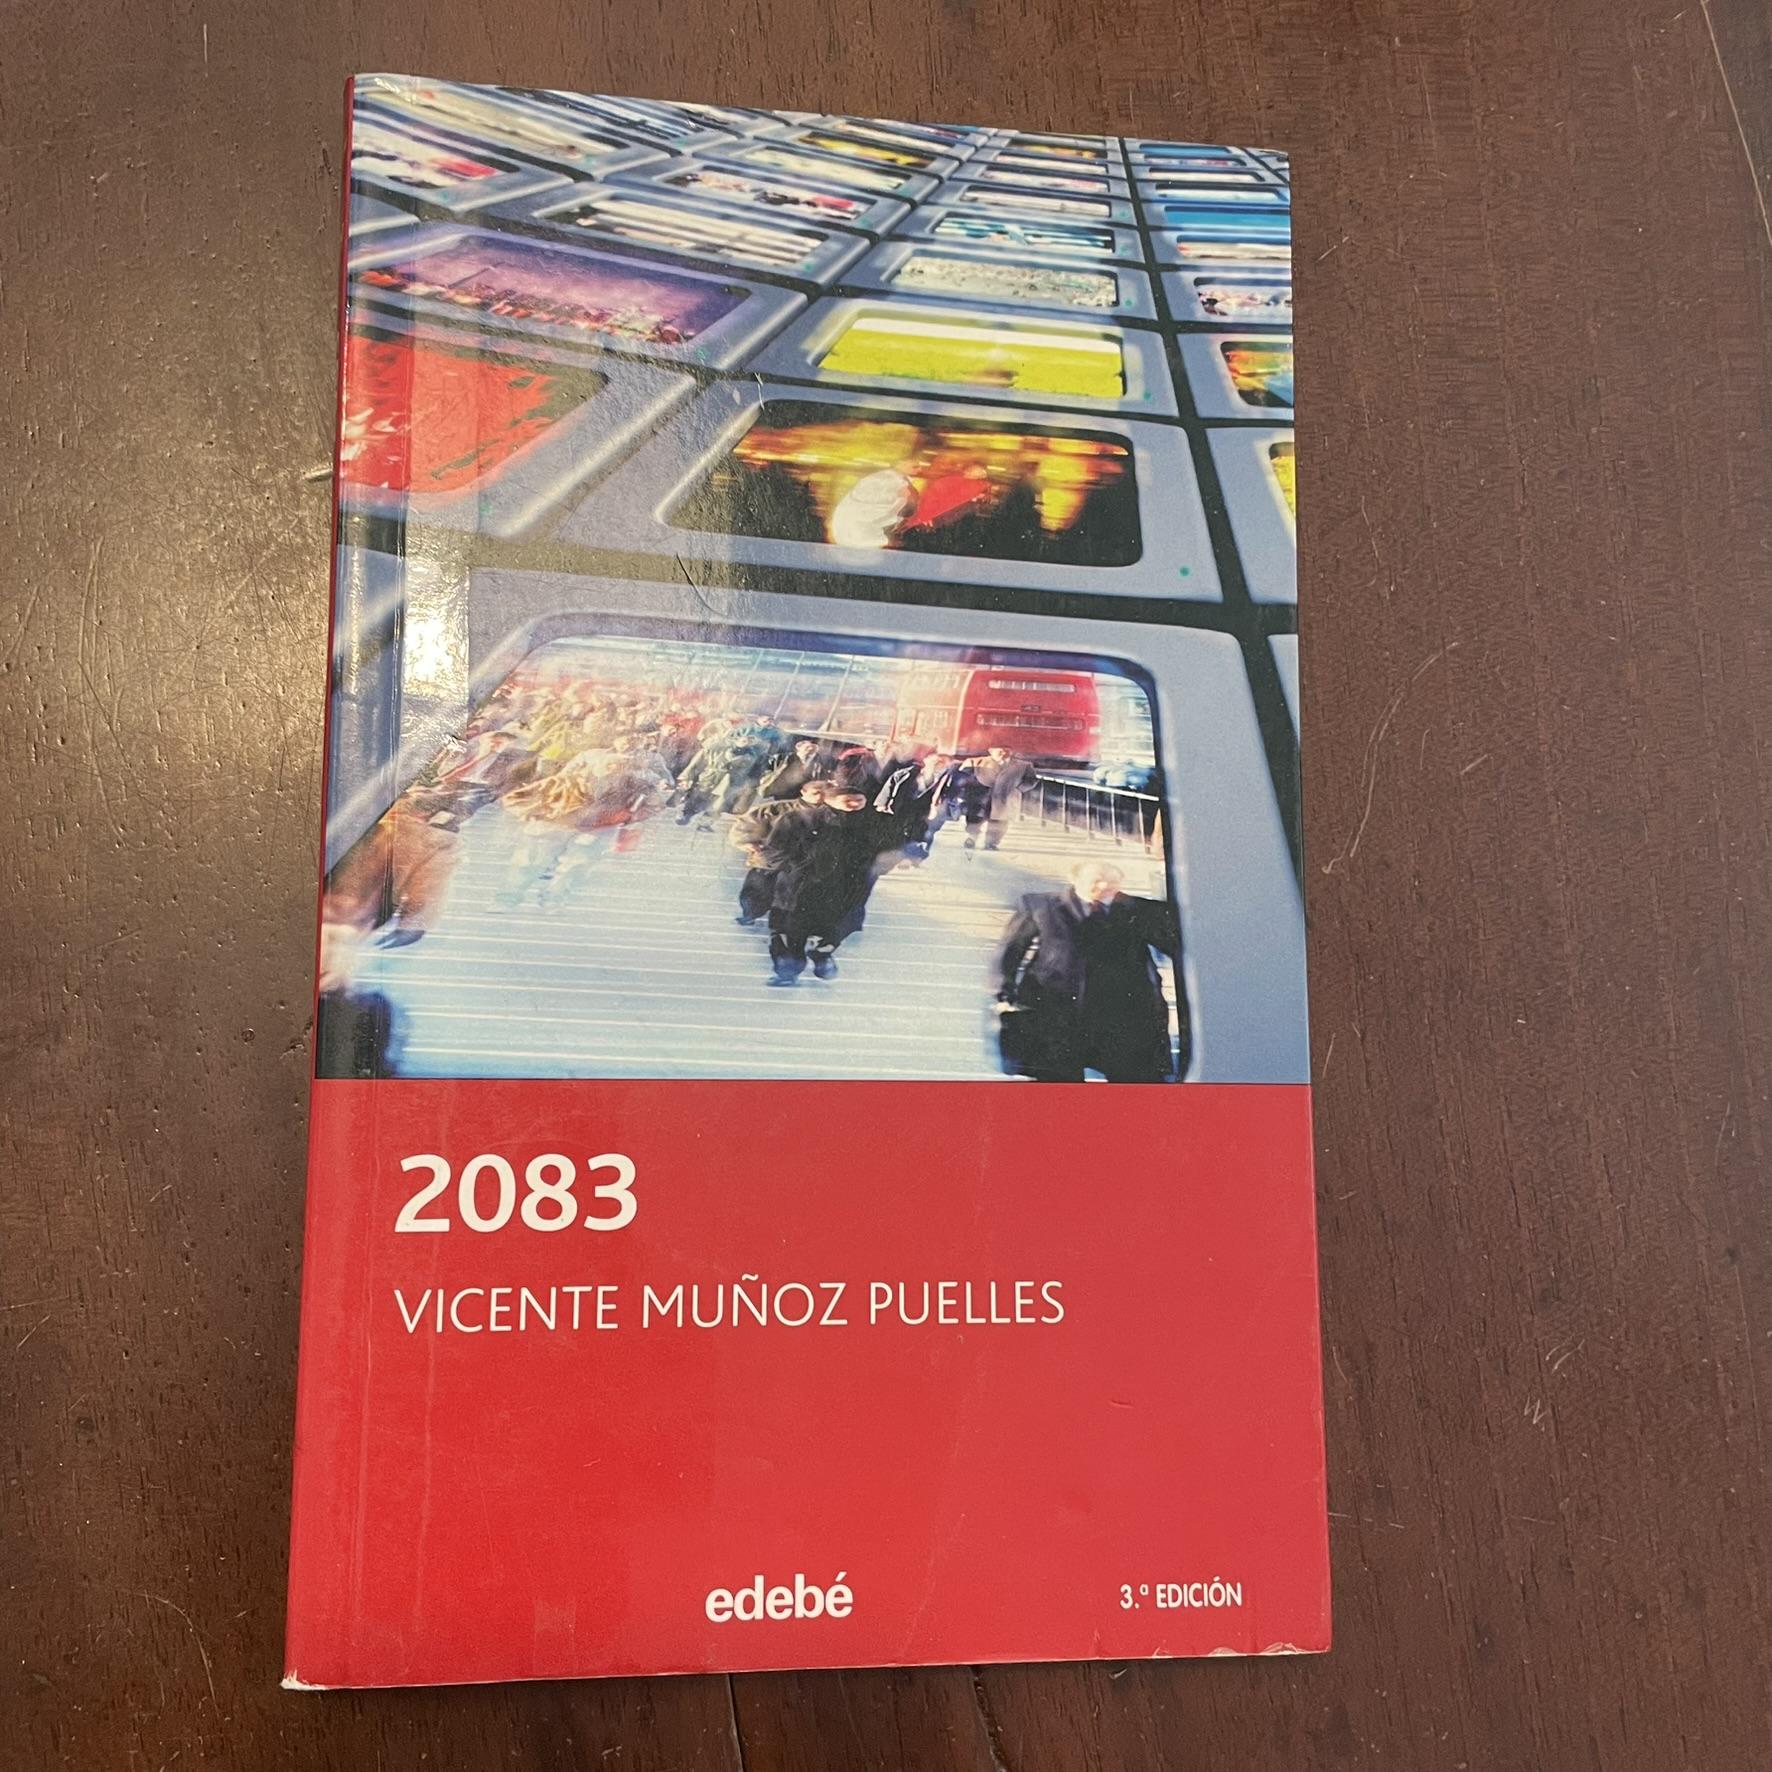 2083
VICENTE MUÑOZ PUELLES
edebé
3.ª EDICIÓN